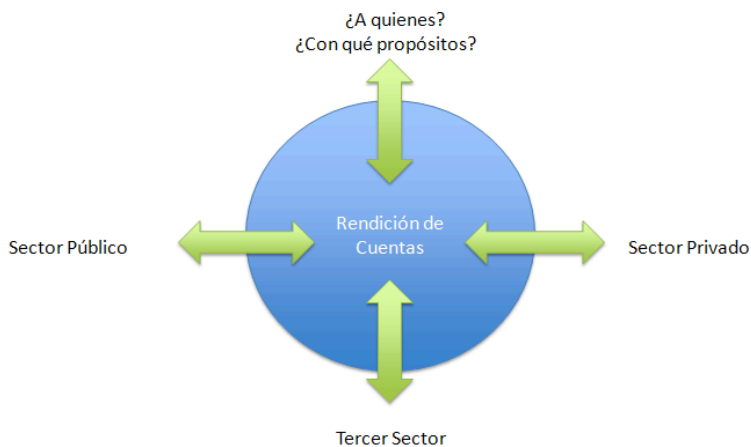 ¿A quienes?
¿Con qué propósitos?
Rendición de
Cuentas
Sector Público
Sector Privado
Tercer Sector